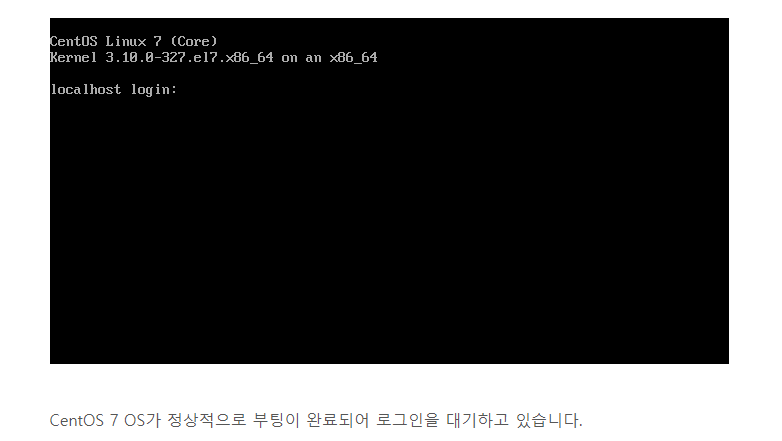 CentOS Linux 7 (Core)
Kernel 3.10.0-327.el7.x86_64 on an x86_64
localhost login:
CentOS 7 OS가 정상적으로 부팅이 완료되어 로그인을 대기하고 있습니다.